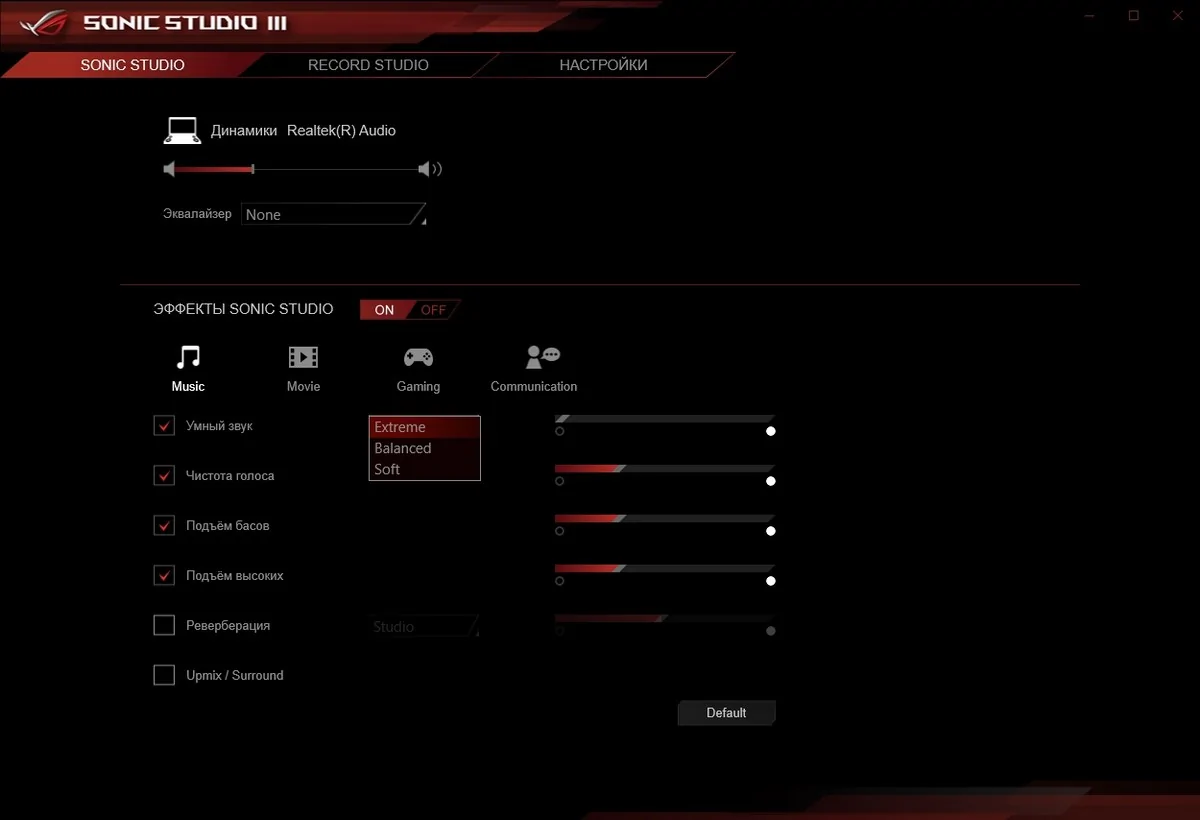 SONIC STUDIO III
SONIC STUDIO RECORD STUDIO НАСТРОЙКИ
Динамики Realtek(R) Audio
Эквалайзер None
ЭФФЕКТЫ SONIC STUDIO ON OFF
Music Movie Gaming Communication
Умный звук Extreme
Balanced
Soft
Чистота голоса
Подъём басов
Подъём высоких
Реверберация Studio
Upmix / Surround
Default